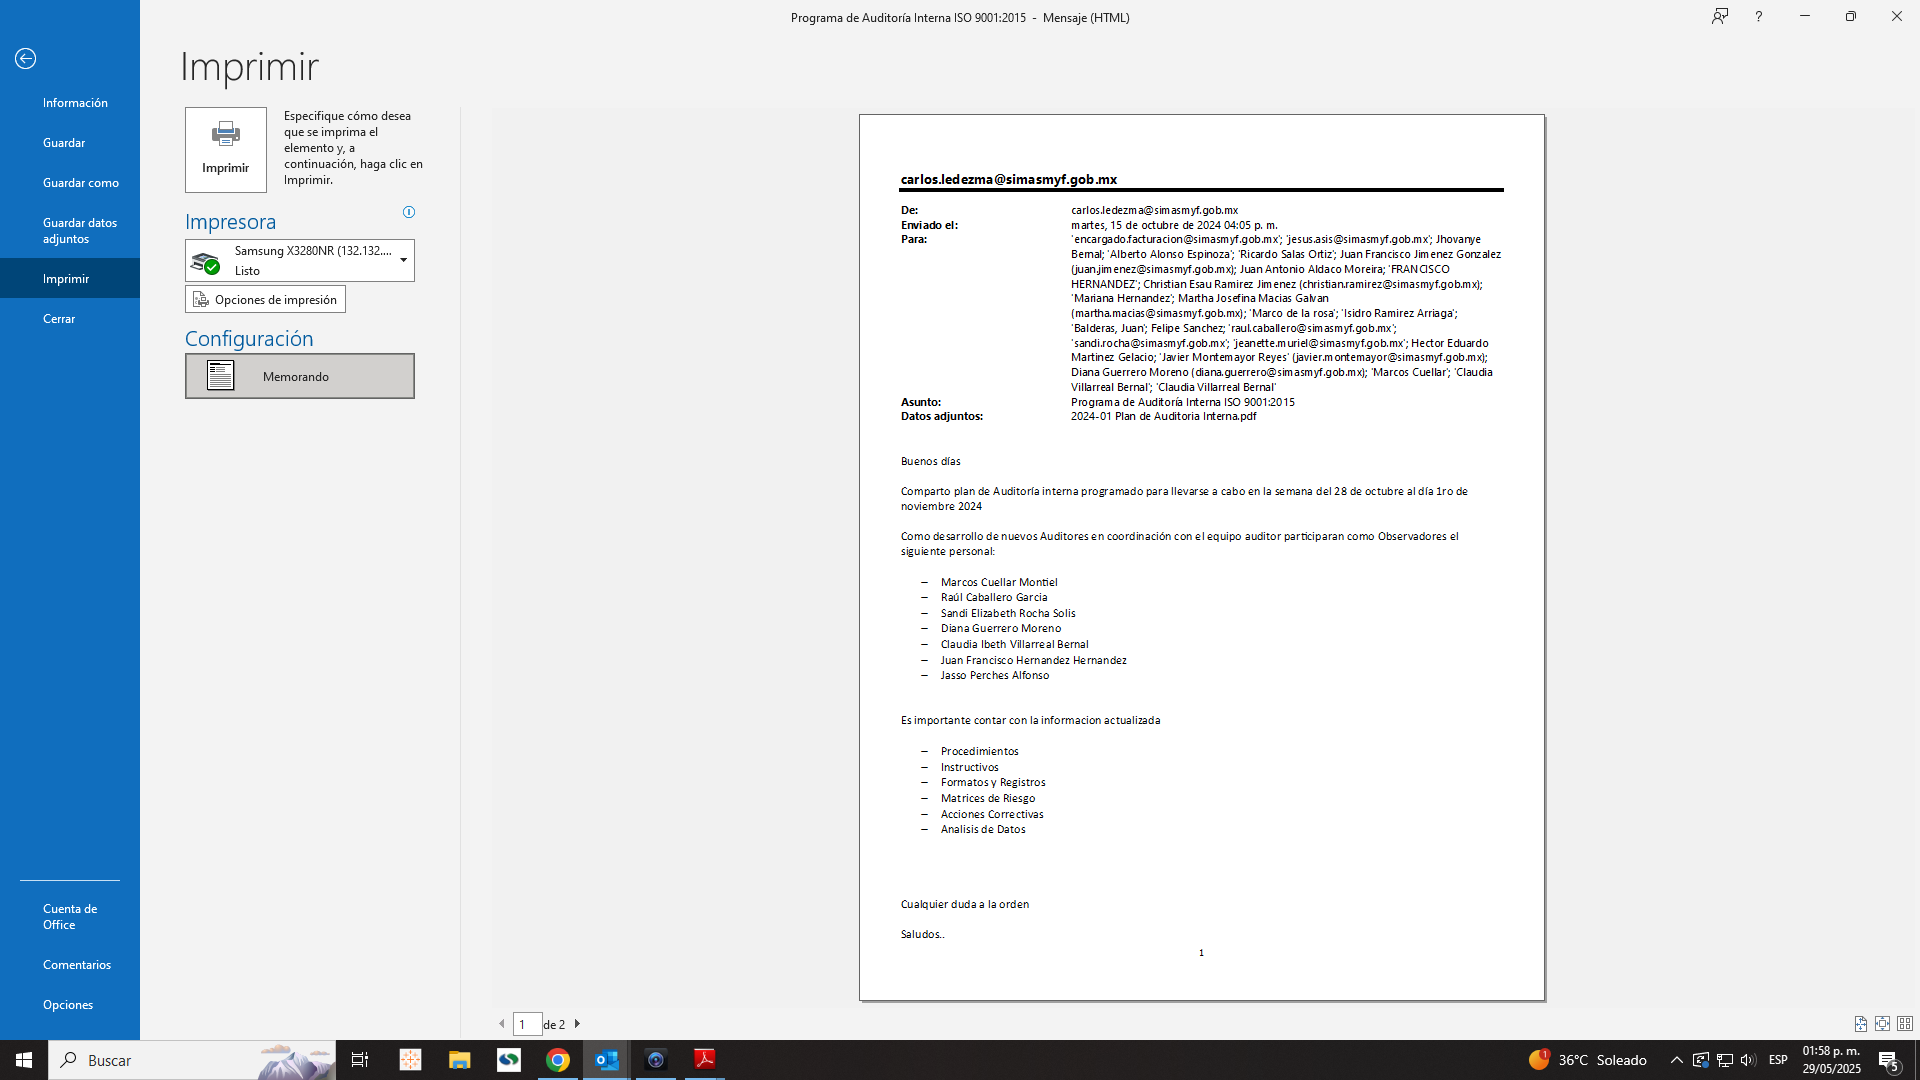 Programa de Auditoría Interna ISO 9001:2015  -  Mensaje (HTML)
?
Información
Guardar
Guardar como
Guardar datos
adjuntos
Imprimir
Cerrar
Cuenta de
Office
Comentarios
Opciones
Imprimir
Imprimir
Especifique cómo desea
que se imprima el
elemento y, a
continuación, haga clic en
Imprimir.
Impresora
Samsung X3280NR (132.132....
Listo
Opciones de impresión
Configuración
Memorando
carlos.ledezma@simasmyf.gob.mx
De: carlos.ledezma@simasmyf.gob.mx
Enviado el: martes, 15 de octubre de 2024 04:05 p. m.
Para: 'encargado.facturacion@simasmyf.gob.mx'; 'jesus.asis@simasmyf.gob.mx'; Jhovanye
Bernal; 'Alberto Alonso Espinoza'; 'Ricardo Salas Ortiz'; Juan Francisco Jimenez Gonzalez
(juan.jimenez@simasmyf.gob.mx); Juan Antonio Aldaco Moreira; 'FRANCISCO
HERNANDEZ'; Christian Esau Ramirez Jimenez (christian.ramirez@simasmyf.gob.mx);
'Mariana Hernandez'; Martha Josefina Macias Galvan
(martha.macias@simasmyf.gob.mx); 'Marco de la rosa'; 'Isidro Ramirez Arriaga';
'Balderas, Juan'; Felipe Sanchez; 'raul.caballero@simasmyf.gob.mx';
'sandi.rocha@simasmyf.gob.mx'; 'jeanette.muriel@simasmyf.gob.mx'; Hector Eduardo
Martinez Gelacio; 'Javier Montemayor Reyes' (javier.montemayor@simasmyf.gob.mx);
Diana Guerrero Moreno (diana.guerrero@simasmyf.gob.mx); 'Marcos Cuellar'; 'Claudia
Villarreal Bernal'; 'Claudia Villarreal Bernal'
Asunto: Programa de Auditoría Interna ISO 9001:2015
Datos adjuntos: 2024-01 Plan de Auditoria Interna.pdf
Buenos días
Comparto plan de Auditoría interna programado para llevarse a cabo en la semana del 28 de octubre al día 1ro de
noviembre 2024
Como desarrollo de nuevos Auditores en coordinación con el equipo auditor participaran como Observadores el
siguiente personal:
– Marcos Cuellar Montiel
– Raúl Caballero Garcia
– Sandi Elizabeth Rocha Solis
– Diana Guerrero Moreno
– Claudia Ibeth Villarreal Bernal
– Juan Francisco Hernandez Hernandez
– Jasso Perches Alfonso
Es importante contar con la informacion actualizada
– Procedimientos
– Instructivos
– Formatos y Registros
– Matrices de Riesgo
– Acciones Correctivas
– Analisis de Datos
Cualquier duda a la orden
Saludos..
1
1 de 2
Buscar
1
36°C Soleado
ESP
01:58 p. m.
29/05/2025
5